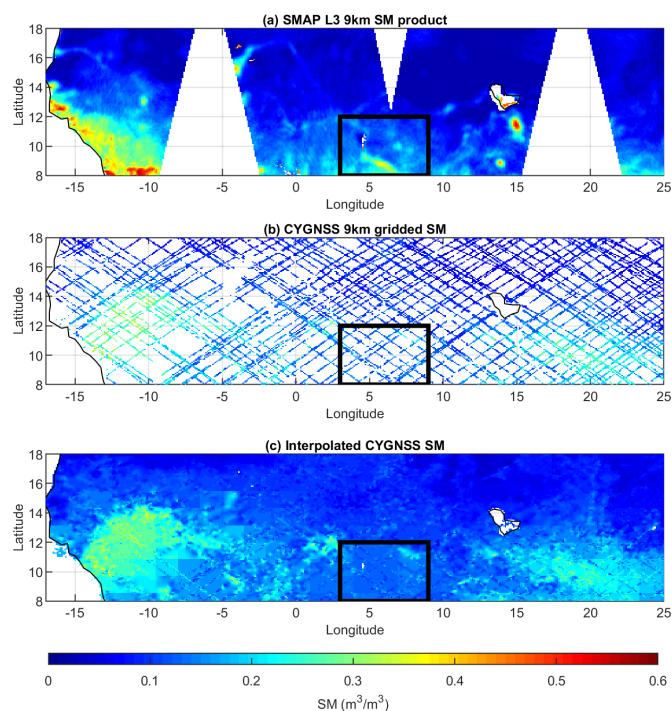 (a) SMAP L3 9km SM product
18
16
14
12
10
8
Latitude
-15 -10 -5 0 5 10 15 20 25
Longitude
(b) CYGNSS 9km gridded SM
18
16
14
12
10
8
Latitude
-15 -10 -5 0 5 10 15 20 25
Longitude
(c) Interpolated CYGNSS SM
18
16
14
12
10
8
Latitude
-15 -10 -5 0 5 10 15 20 25
Longitude
0 0.1 0.2 0.3 0.4 0.5 0.6
SM (m³/m³)